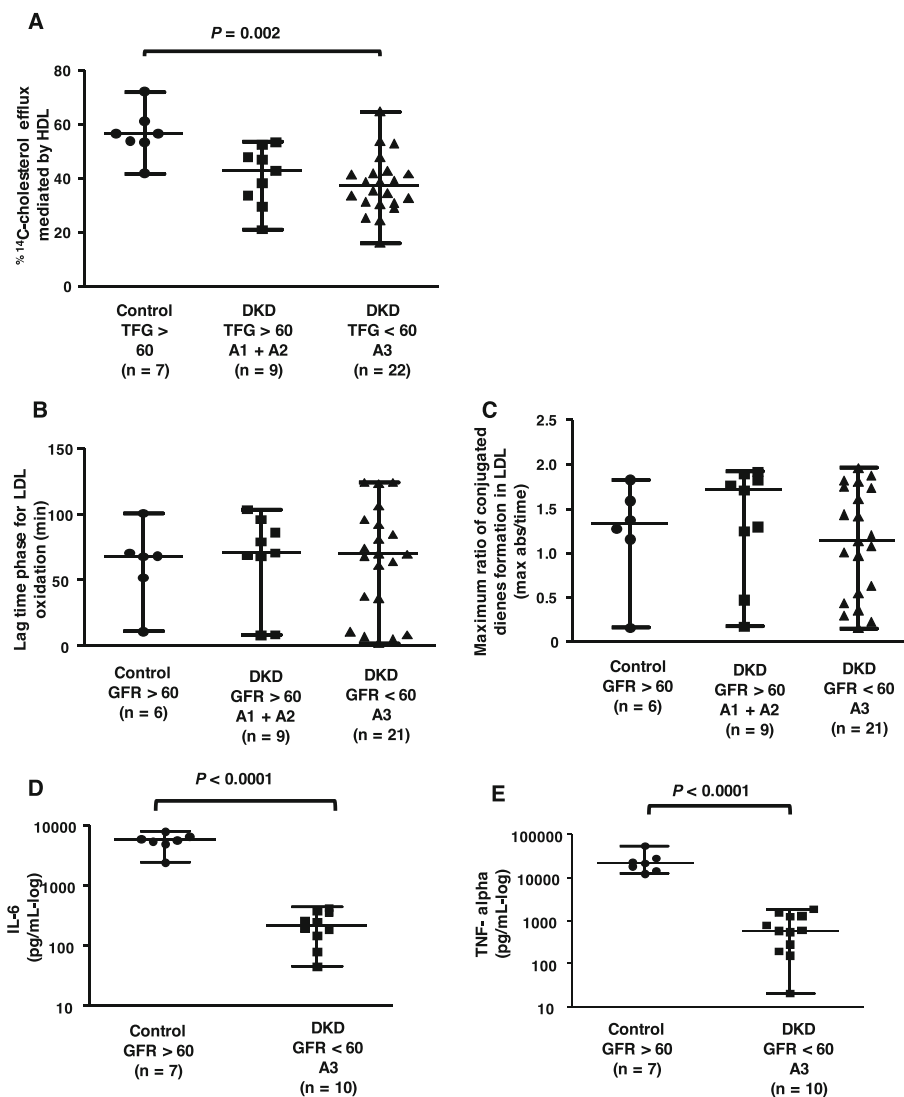 A
P = 0.002
% 14C-cholesterol efflux
mediated by HDL
80
60
40
20
0
Control
TFG >
60
(n = 7)
DKD
TFG > 60
A1 + A2
(n = 9)
DKD
TFG < 60
A3
(n = 22)
B
Lag time phase for LDL
oxidation (min)
150
100
50
0
Control
GFR > 60
(n = 6)
DKD
GFR > 60
A1 + A2
(n = 9)
DKD
GFR < 60
A3
(n = 21)
C
Maximum ratio of conjugated
dienes formation in LDL
(max abs/time)
2.5
2.0
1.5
1.0
0.5
0
Control
GFR > 60
(n = 6)
DKD
GFR > 60
A1 + A2
(n = 9)
DKD
GFR < 60
A3
(n = 21)
D
P < 0.0001
IL-6
(pg/mL-log)
10000
1000
100
10
Control
GFR > 60
(n = 7)
DKD
GFR < 60
A3
(n = 10)
E
P < 0.0001
TNF- alpha
(pg/mL-log)
100000
10000
1000
100
10
Control
GFR > 60
(n = 7)
DKD
GFR < 60
A3
(n = 10)